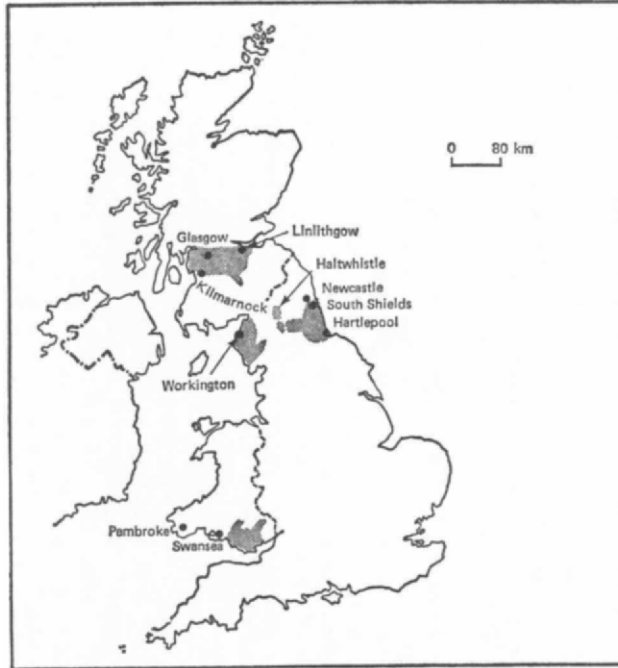 0 80 km
Glasgow
Linlithgow
Haltwhistle
Kilmarnock
Newcastle
South Shields
Hartlepool
Workington
Pembroke
Swansea